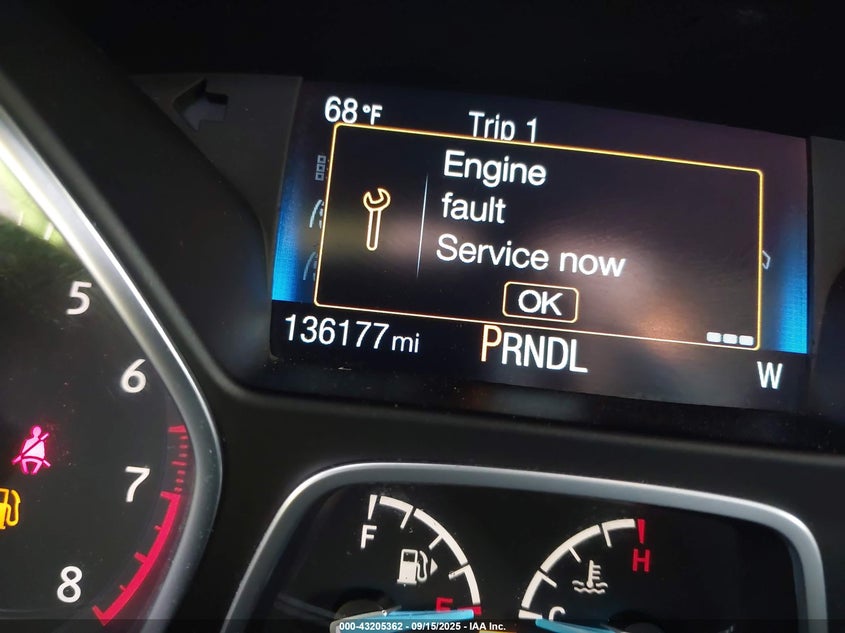 68°F
Trip 1
Engine
fault
Service now
OK
136177 mi
PRNDL
W
5
6
7
8
F
E
H
C
000-43205362 - 09/15/2025 - IAA Inc.